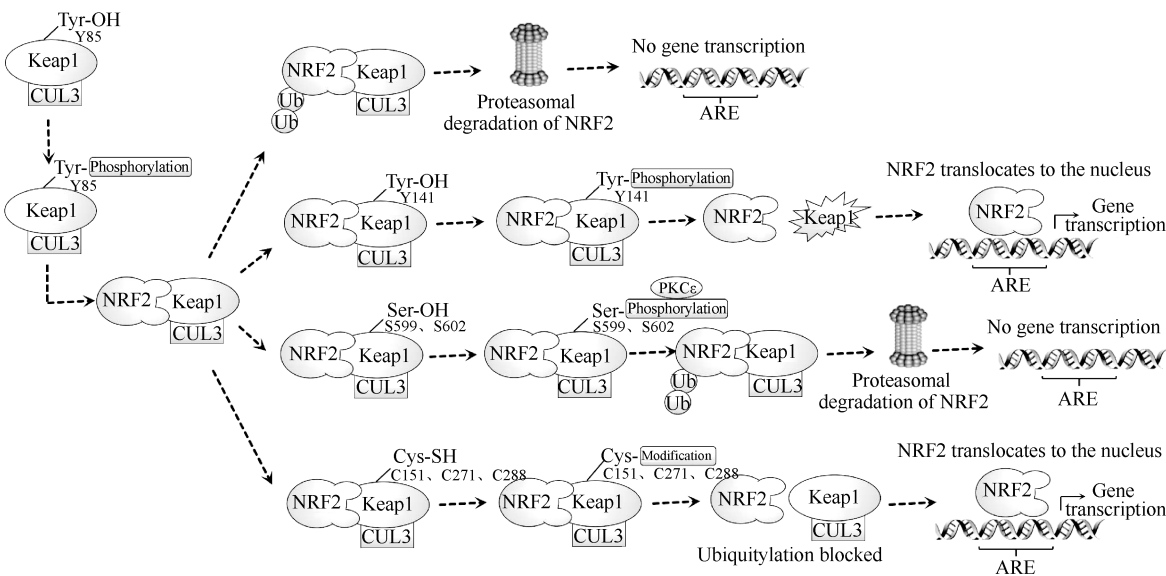 Tyr-OH
Y85
Keap1
CUL3
Tyr-Phosphorylation
Y85
Keap1
CUL3
NRF2 Keap1
CUL3
NRF2 Keap1
CUL3
Ub
Ub
Proteasomal
degradation of NRF2
No gene transcription
ARE
Tyr-OH
Y141
NRF2 Keap1
CUL3
Tyr-Phosphorylation
Y141
NRF2 Keap1
CUL3
NRF2 Keap1
NRF2 translocates to the nucleus
NRF2
Gene
transcription
ARE
Ser-OH
S599、S602
NRF2 Keap1
CUL3
PKCε
Ser-Phosphorylation
S599、S602
NRF2 Keap1
CUL3
NRF2 Keap1
CUL3
Ub
Ub
Proteasomal
degradation of NRF2
No gene transcription
ARE
Cys-SH
C151、C271、C288
NRF2 Keap1
CUL3
Cys-Modification
C151、C271、C288
NRF2 Keap1
CUL3
NRF2 Keap1
CUL3
Ubiquitylation blocked
NRF2 translocates to the nucleus
NRF2
Gene
transcription
ARE